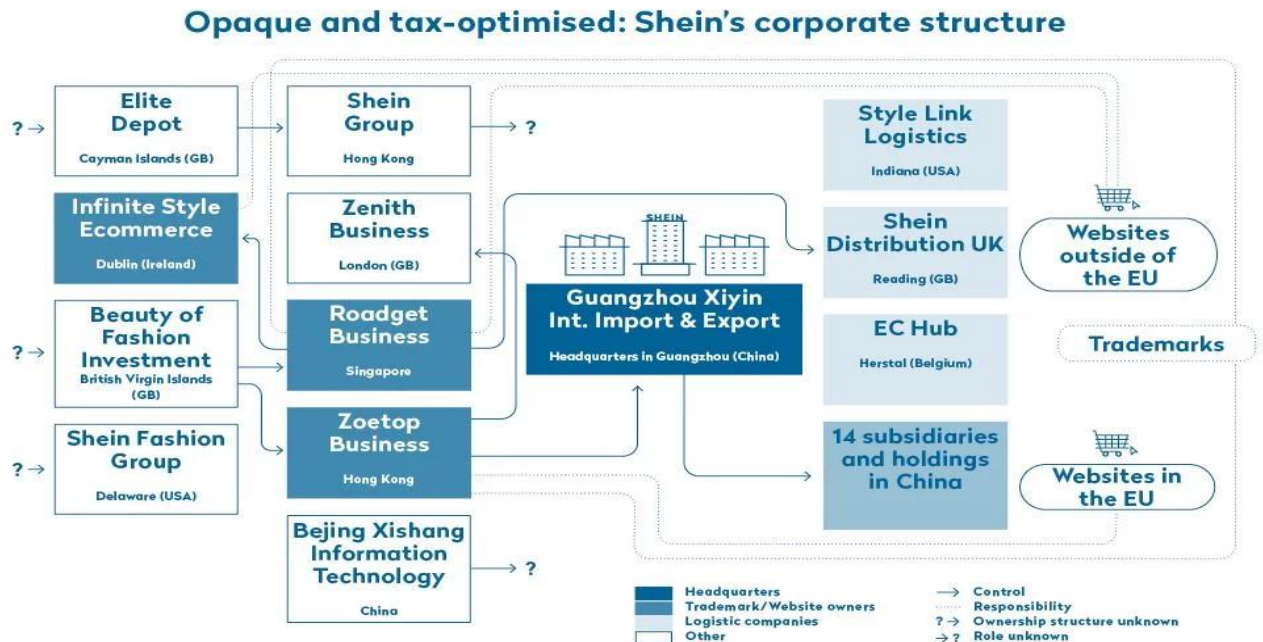 Opaque and tax-optimised: Shein's corporate structure
? →
Elite
Depot
Cayman Islands (GB)
Shein
Group
Hong Kong
?
Infinite Style
Ecommerce
Dublin (Ireland)
Zenith
Business
London (GB)
? →
Beauty of
Fashion
Investment
British Virgin Islands
(GB)
Roadget
Business
Singapore
Zoetop
Business
Hong Kong
? →
Shein Fashion
Group
Delaware (USA)
Bejing Xishang
Information
Technology
China
?
SHEIN
Guangzhou Xiyin
Int. Import & Export
Headquarters in Guangzhou (China)
Style Link
Logistics
Indiana (USA)
Shein
Distribution UK
Reading (GB)
EC Hub
Herstal (Belgium)
14 subsidiaries
and holdings
in China
Websites
outside of
the EU
Trademarks
Websites in
the EU
Headquarters
Trademark/Website owners
Logistic companies
Other
→ Control
Responsibility
? → Ownership structure unknown
→ ? Role unknown